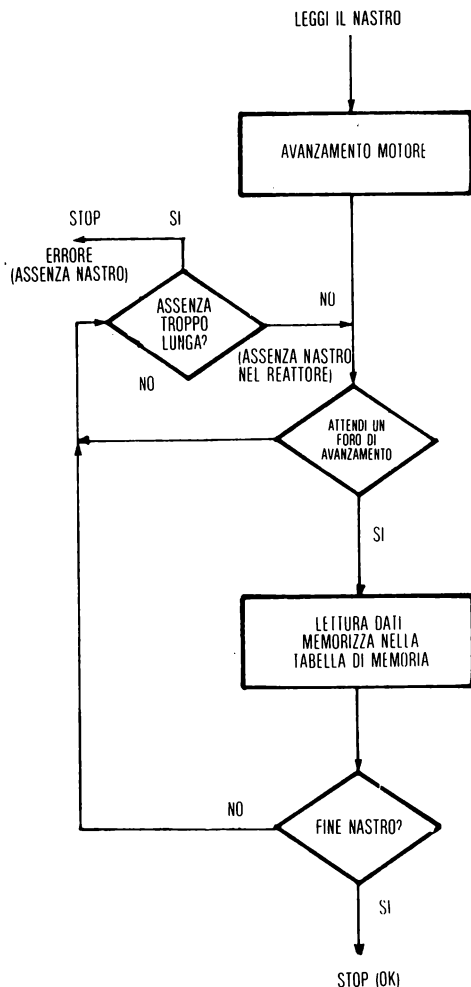 LEGGI IL NASTRO
AVANZAMENTO MOTORE
STOP SI
ERRORE
(ASSENZA NASTRO)
ASSENZA
TROPPO
LUNGA?
NO
NO
(ASSENZA NASTRO
NEL REATTORE)
ATTENDI UN
FORO DI
AVANZAMENTO
SI
LETTURA DATI
MEMORIZZA NELLA
TABELLA DI MEMORIA
NO
FINE NASTRO?
SI
STOP (OK)